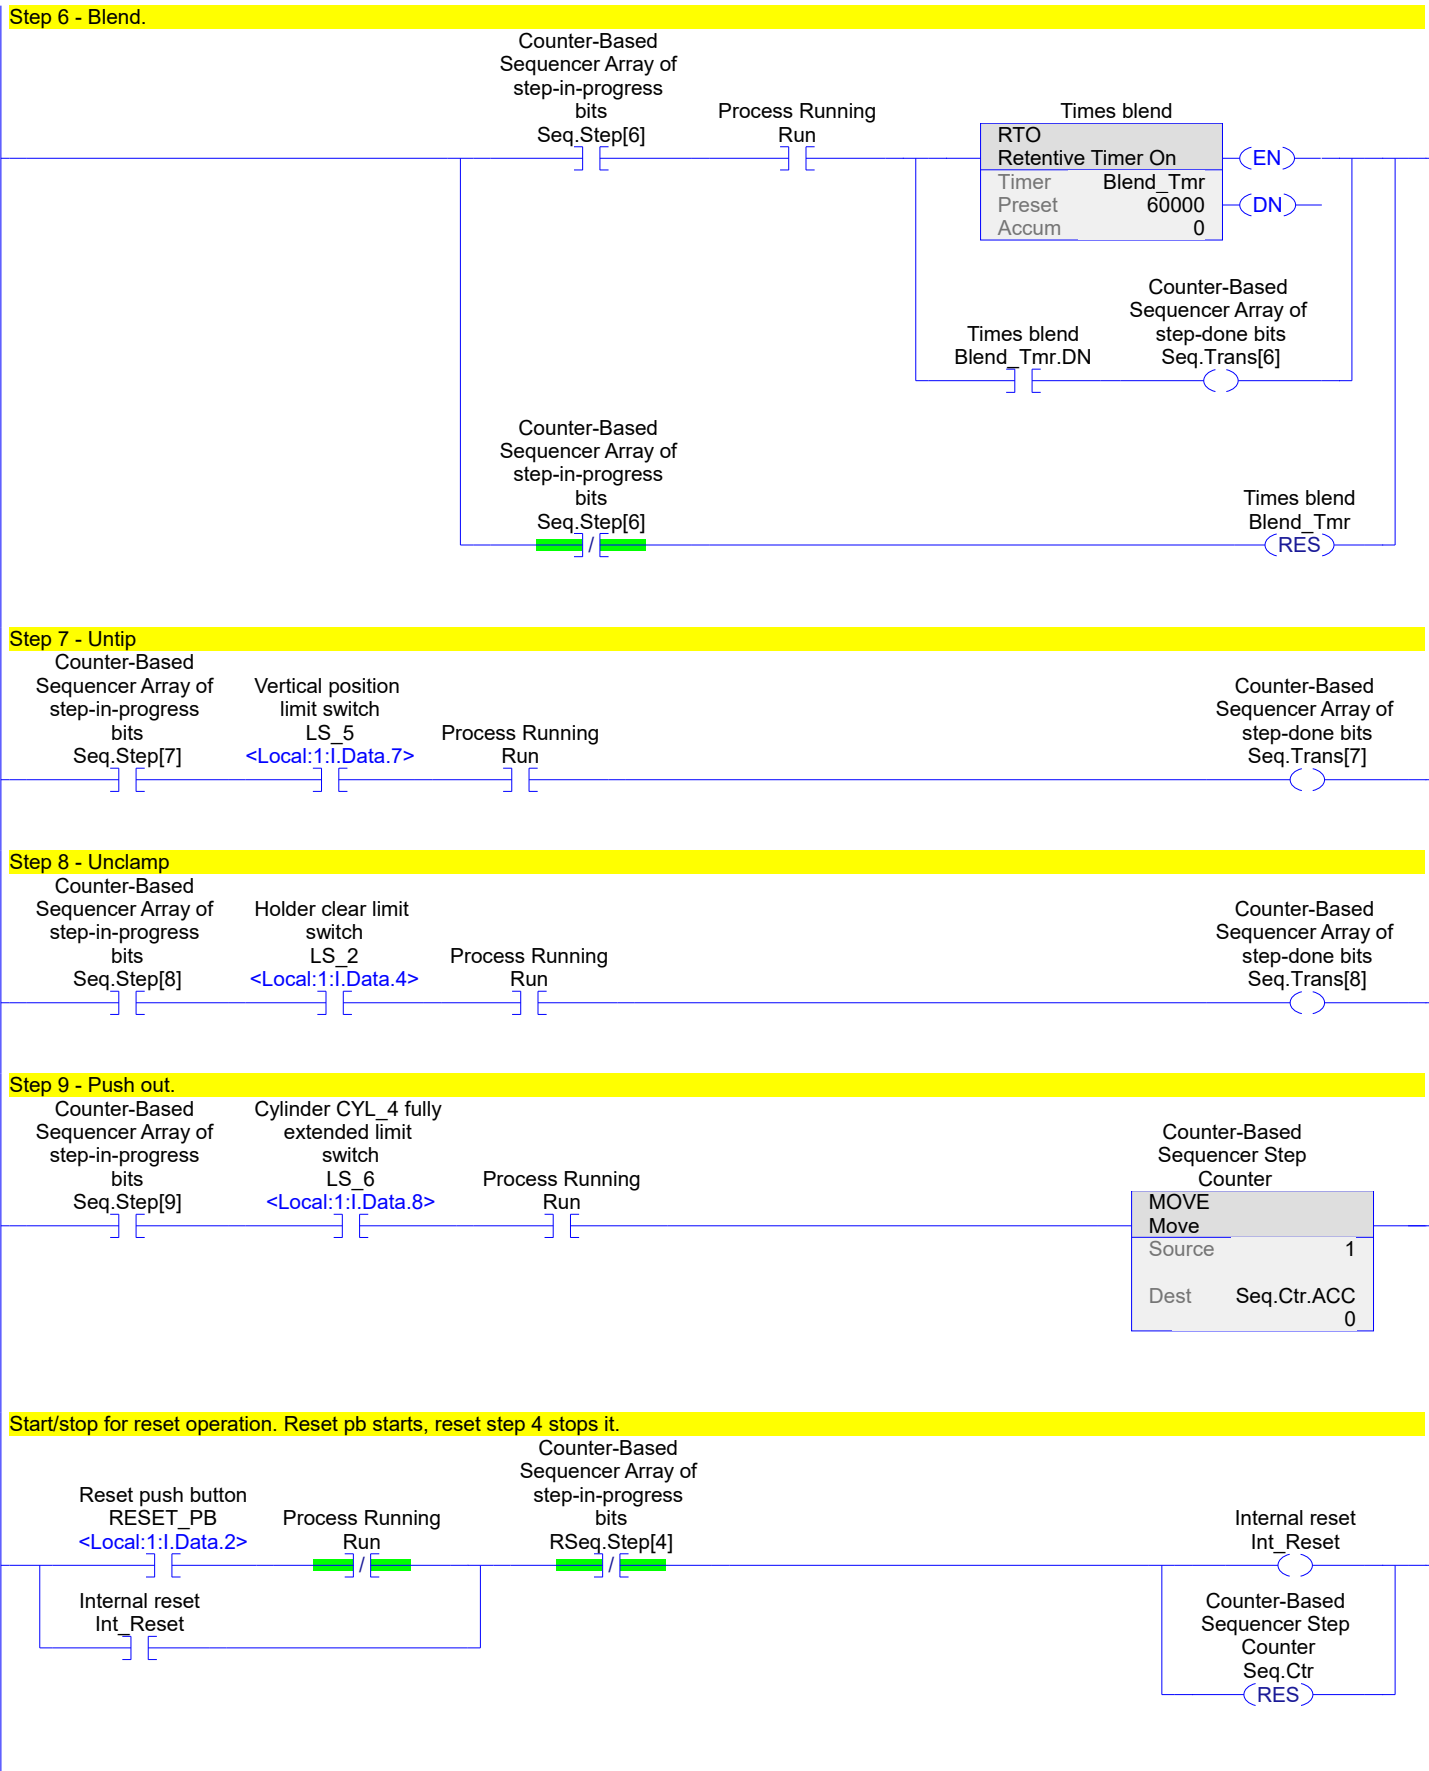 Step 6 - Blend.
Counter-Based
Sequencer Array of
step-in-progress
bits
Seq.Step[6]
Process Running
Run
Times blend
RTO
Retentive Timer On
Timer Blend_Tmr
Preset 60000
Accum 0
EN
DN
Times blend
Blend_Tmr.DN
Counter-Based
Sequencer Array of
step-done bits
Seq.Trans[6]
Counter-Based
Sequencer Array of
step-in-progress
bits
Seq.Step[6]
/
Times blend
Blend_Tmr
RES
Step 7 - Untip
Counter-Based
Sequencer Array of
step-in-progress
bits
Seq.Step[7]
Vertical position
limit switch
LS_5
<Local:1:I.Data.7>
Process Running
Run
Counter-Based
Sequencer Array of
step-done bits
Seq.Trans[7]
Step 8 - Unclamp
Counter-Based
Sequencer Array of
step-in-progress
bits
Seq.Step[8]
Holder clear limit
switch
LS_2
<Local:1:I.Data.4>
Process Running
Run
Counter-Based
Sequencer Array of
step-done bits
Seq.Trans[8]
Step 9 - Push out.
Counter-Based
Sequencer Array of
step-in-progress
bits
Seq.Step[9]
Cylinder CYL_4 fully
extended limit
switch
LS_6
<Local:1:I.Data.8>
Process Running
Run
Counter-Based
Sequencer Step
Counter
MOVE
Move
Source 1
Dest Seq.Ctr.ACC
0
Start/stop for reset operation. Reset pb starts, reset step 4 stops it.
Reset push button
RESET_PB
<Local:1:I.Data.2>
Process Running
Run
/
Counter-Based
Sequencer Array of
step-in-progress
bits
RSeq.Step[4]
/
Internal reset
Int_Reset
Internal reset
Int_Reset
Counter-Based
Sequencer Step
Counter
Seq.Ctr
RES